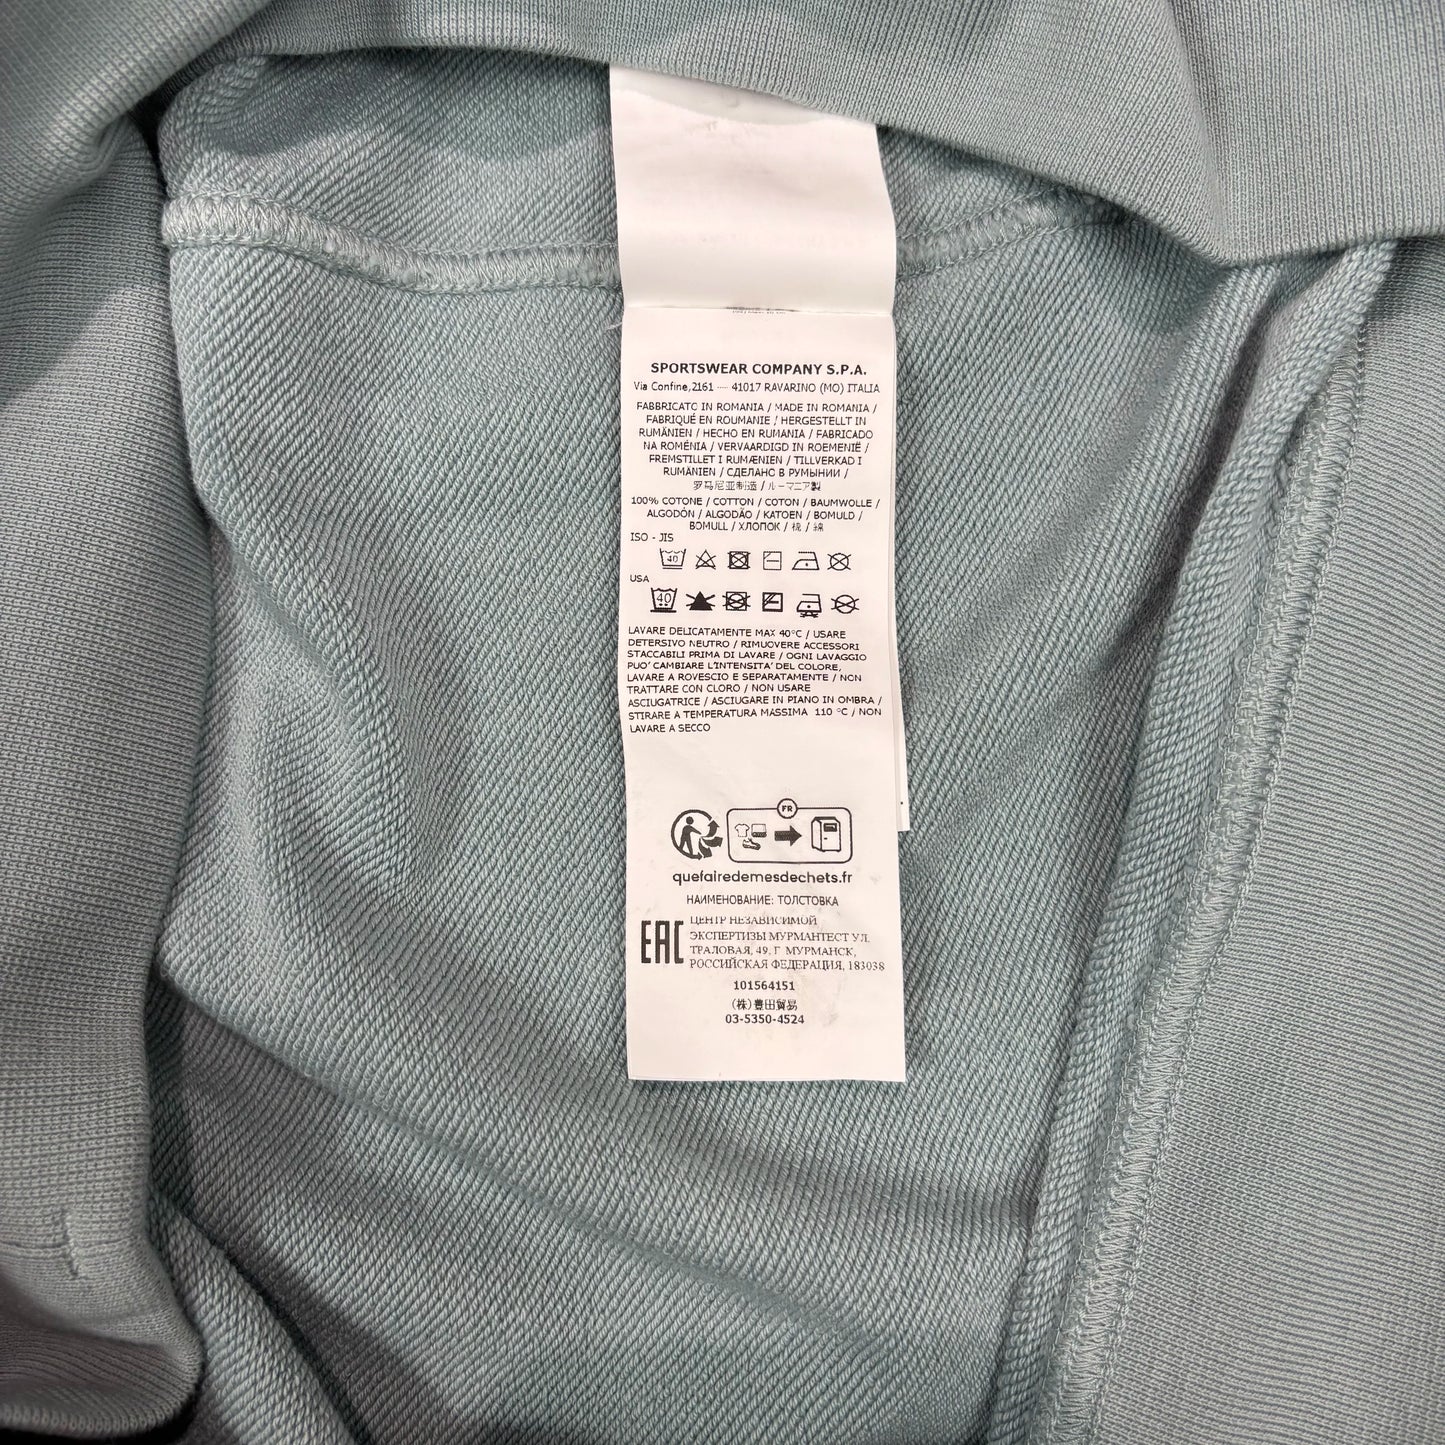 SPORTSWEAR COMPANY S.P.A.
Via Confine,2161 --- 41017 RAVARINO (MO) ITALIA
FABBRICATO IN ROMANIA / MADE IN ROMANIA /
FABRIQUÉ EN ROUMANIE / HERGESTELLT IN
RUMÄNIEN / HECHO EN RUMANIA / FABRICADO
NA ROMÉNIA / VERVAARDIGD IN ROEMENIË /
FREMSTILLET I RUMÆNIEN / TILLVERKAD I
RUMÄNIEN / СДЕЛАНО В РУМЫНИИ /
罗马尼亚制造 / ルーマニア製
100% COTONE / COTTON / COTON / BAUMWOLLE /
ALGODÓN / ALGODÃO / KATOEN / BOMULD /
BOMULL / ХЛОПОК / 棉 / 綿
ISO - JIS
40
USA
40
LAVARE DELICATAMENTE MAX 40°C / USARE
DETERSIVO NEUTRO / RIMUOVERE ACCESSORI
STACCABILI PRIMA DI LAVARE / OGNI LAVAGGIO
PUO' CAMBIARE L'INTENSITA' DEL COLORE,
LAVARE A ROVESCIO E SEPARATAMENTE / NON
TRATTARE CON CLORO / NON USARE
ASCIUGATRICE / ASCIUGARE IN PIANO IN OMBRA /
STIRARE A TEMPERATURA MASSIMA 110 °C / NON
LAVARE A SECCO
FR
quefairedemesdechets.fr
НАИМЕНОВАНИЕ: ТОЛСТОВКА
EAC
ЦЕНТР НЕЗАВИСИМОЙ
ЭКСПЕРТИЗЫ МУРМАНТЕСТ УЛ.
ТРАЛОВАЯ, 49, Г. МУРМАНСК,
РОССИЙСКАЯ ФЕДЕРАЦИЯ, 183038
101564151
(株)豊田貿易
03-5350-4524